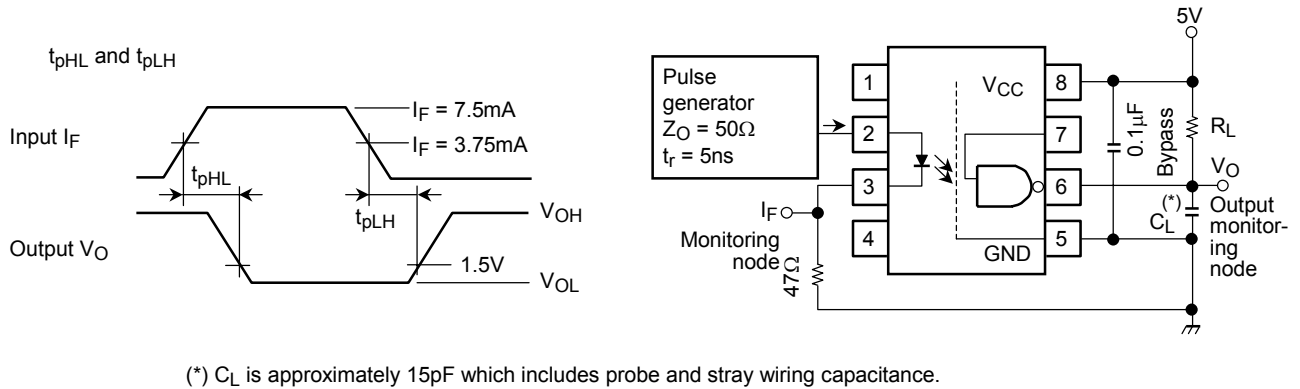 tpHL and tpLH
Input IF
IF = 7.5mA
IF = 3.75mA
tpHL
tpLH
Output VO
VOH
1.5V
VOL
Pulse
generator
ZO = 50Ω
tr = 5ns
IF
Monitoring
node
47Ω
1
2
3
4
VCC
GND
8
7
6
5
5V
0.1μF
Bypass
RL
VO
(*)
CL
Output
monitor-
ing
node
(*) CL is approximately 15pF which includes probe and stray wiring capacitance.